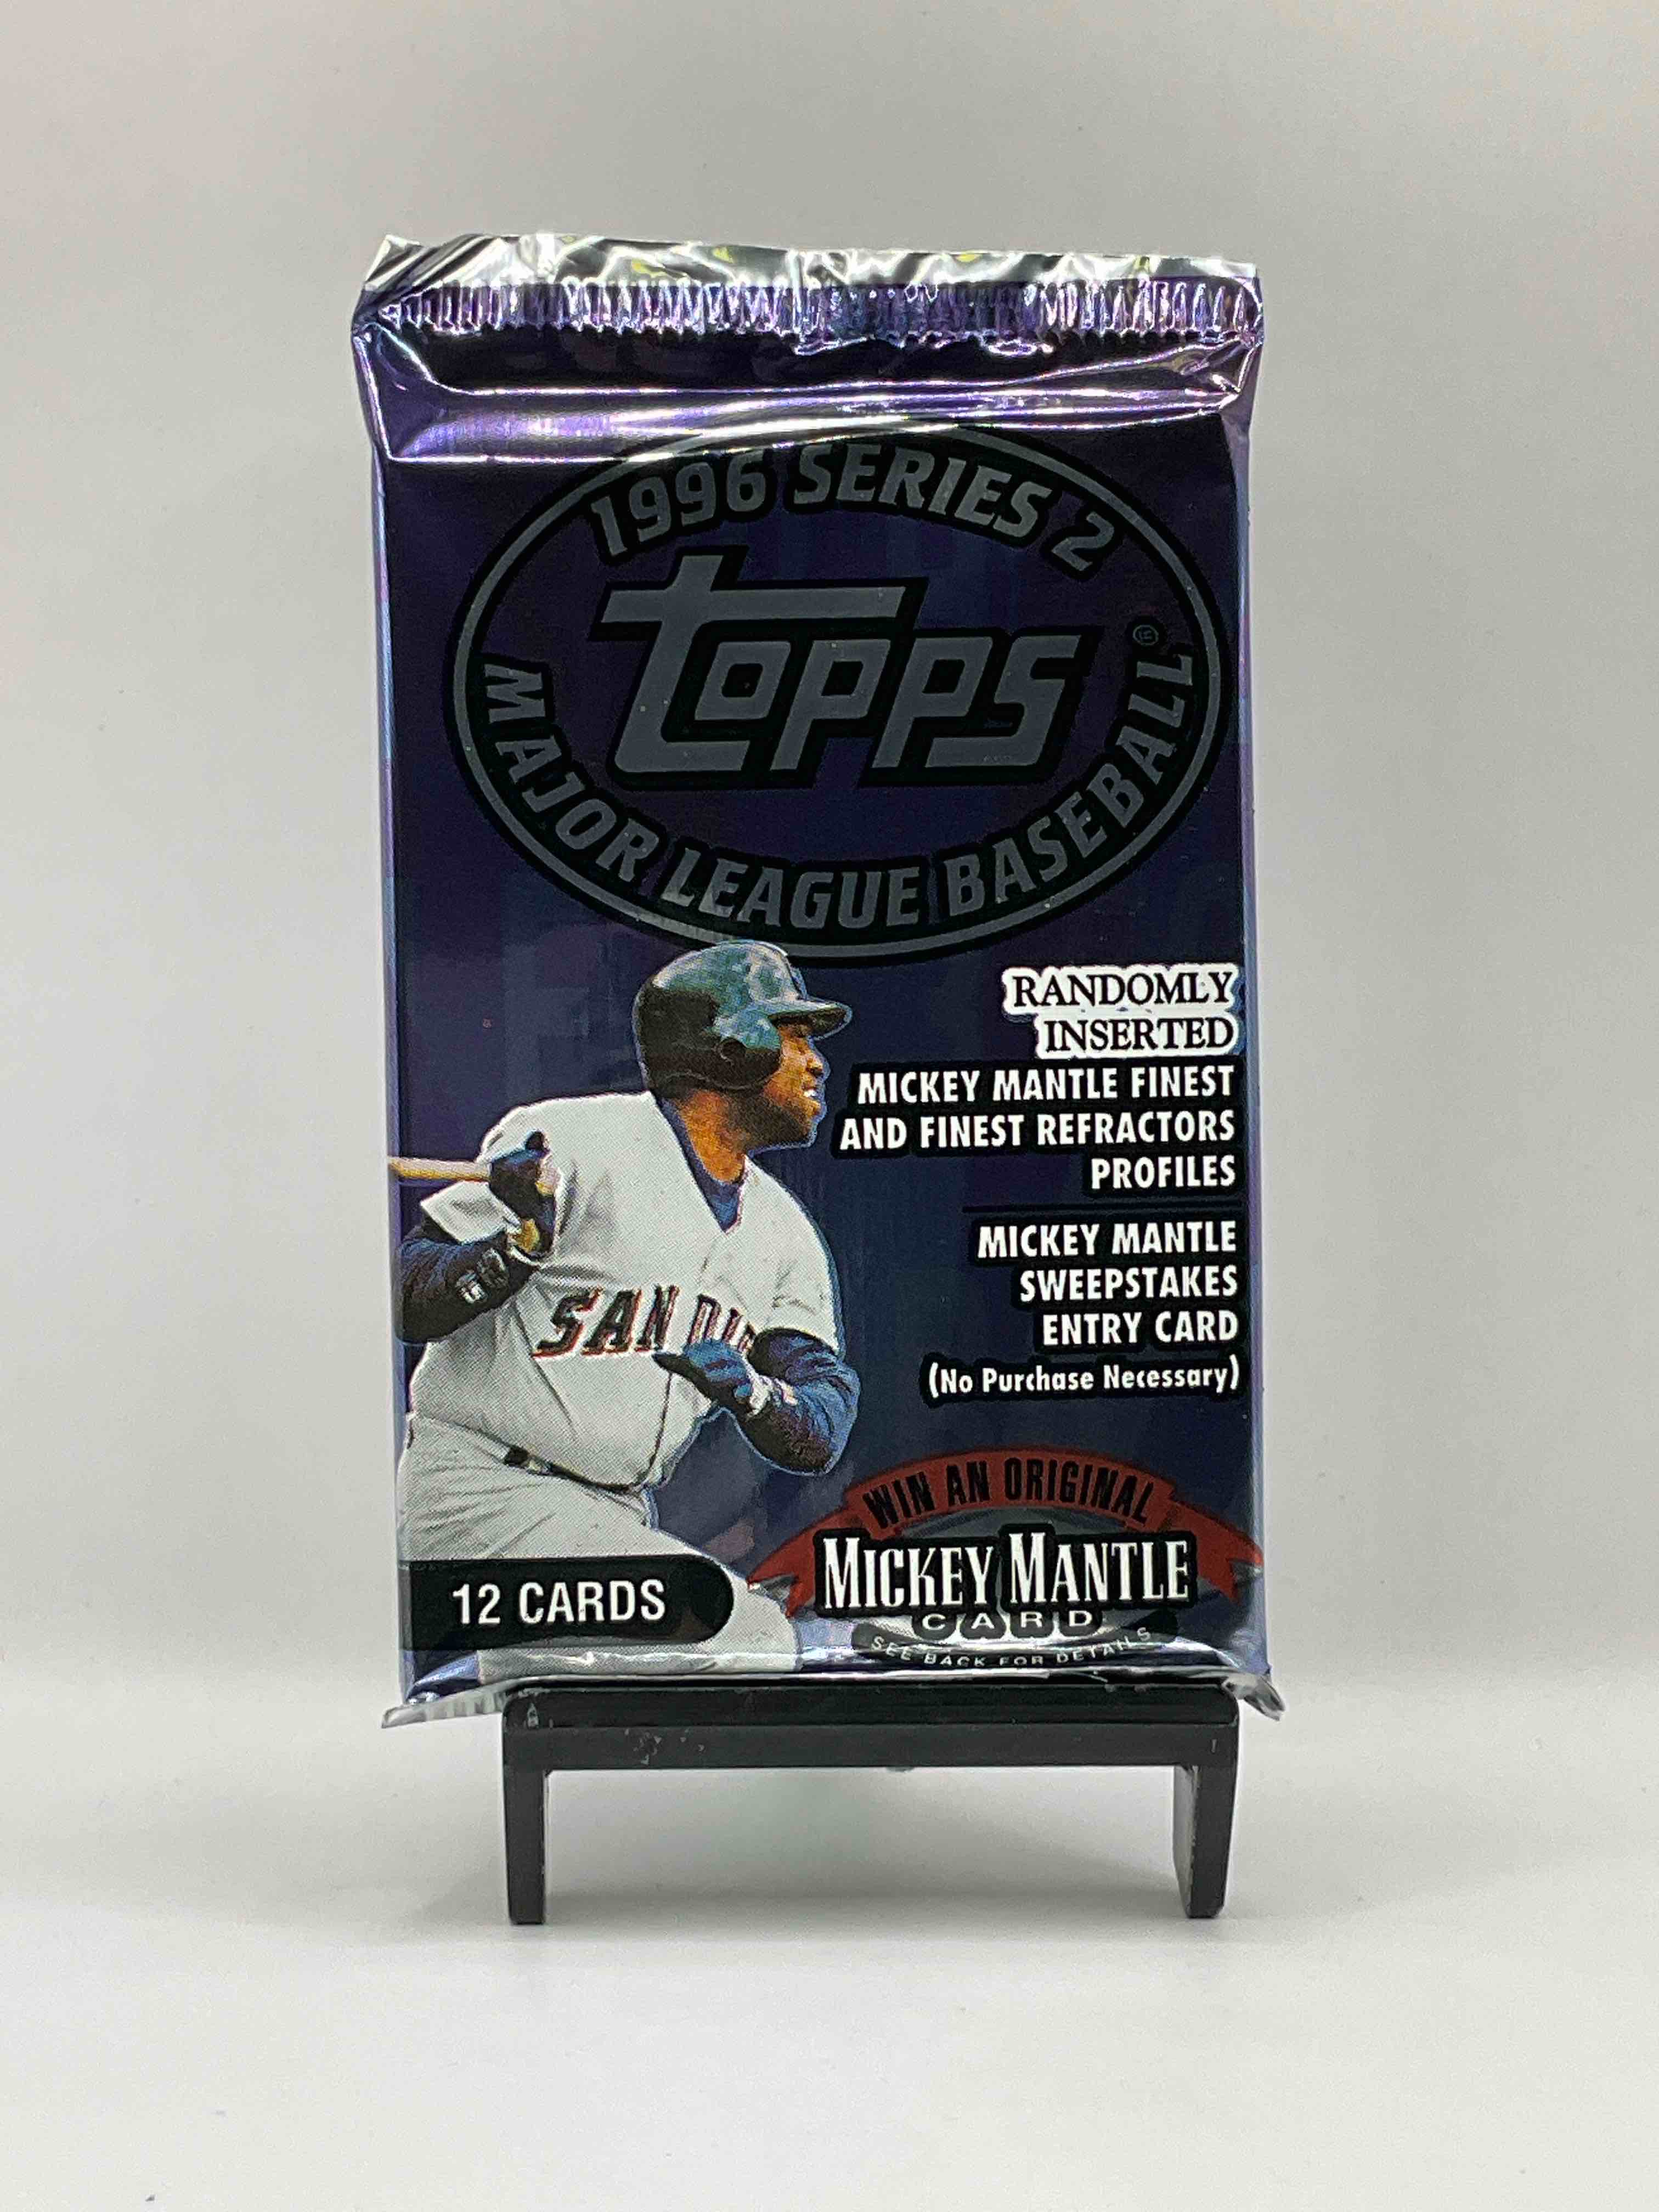 1996 SERIES 2
topps®
MAJOR LEAGUE BASEBALL
RANDOMLY
INSERTED
MICKEY MANTLE FINEST
AND FINEST REFRACTORS
PROFILES
MICKEY MANTLE
SWEEPSTAKES
ENTRY CARD
(No Purchase Necessary)
SAN DIE
WIN AN ORIGINAL
MICKEY MANTLE
CARD
SEE BACK FOR DETAILS
12 CARDS